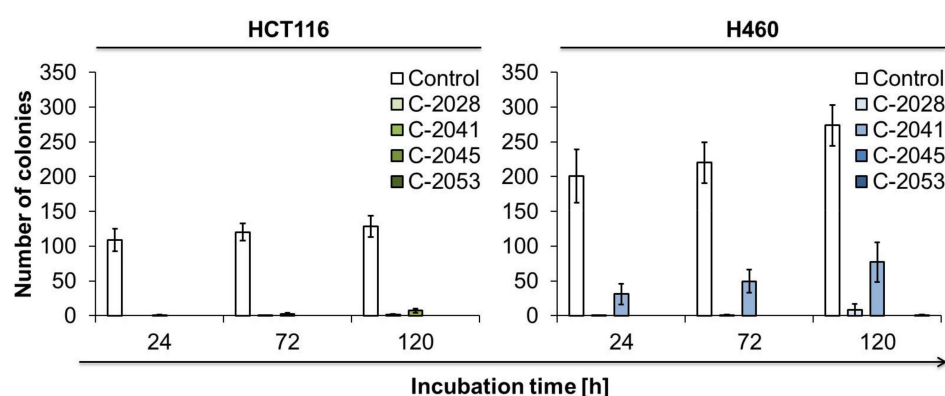 HCT116
H460
Number of colonies
350
300
250
200
150
100
50
0
Control
C-2028
C-2041
C-2045
C-2053
24
72
120
350
300
250
200
150
100
50
0
Control
C-2028
C-2041
C-2045
C-2053
24
72
120
Incubation time [h]